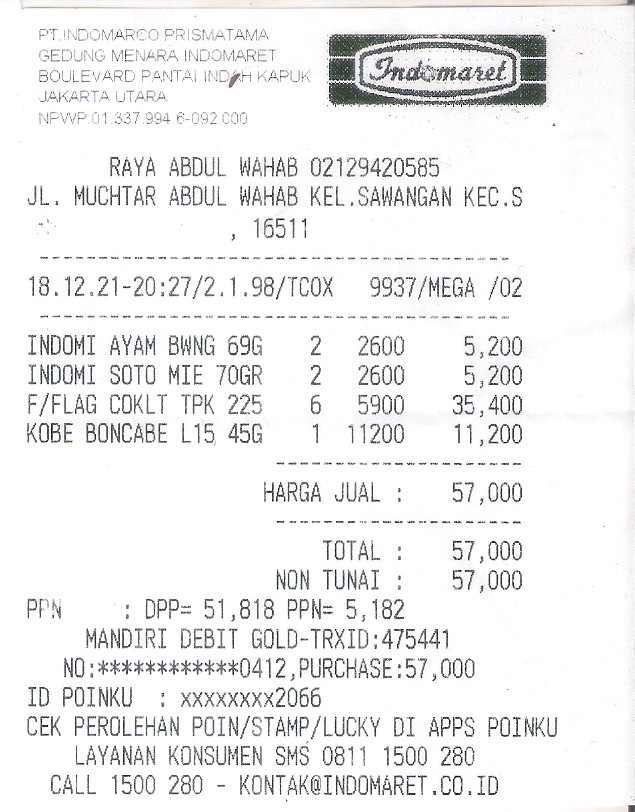 PT.INDOMARCO PRISMATAMA
GEDUNG MENARA INDOMARET
BOULEVARD PANTAI INDAH KAPUK
JAKARTA UTARA
NPWP:01.337.994 6-092.000
Indomaret
RAYA ABDUL WAHAB 02129420585
JL. MUCHTAR ABDUL WAHAB KEL.SAWANGAN KEC.S
, 16511
18.12.21-20:27/2.1.98/TCOX 9937/MEGA /02
INDOMI AYAM BWNG 69G 2 2600 5,200
INDOMI SOTO MIE 70GR 2 2600 5,200
F/FLAG COKLT TPK 225 6 5900 35,400
KOBE BONCABE L15 45G 1 11200 11,200
HARGA JUAL : 57,000
TOTAL : 57,000
NON TUNAI : 57,000
PPN : DPP= 51,818 PPN= 5,182
MANDIRI DEBIT GOLD-TRXID:475441
NO:************0412,PURCHASE:57,000
ID POINKU : xxxxxxxx2066
CEK PEROLEHAN POIN/STAMP/LUCKY DI APPS POINKU
LAYANAN KONSUMEN SMS 0811 1500 280
CALL 1500 280 - KONTAK@INDOMARET.CO.ID